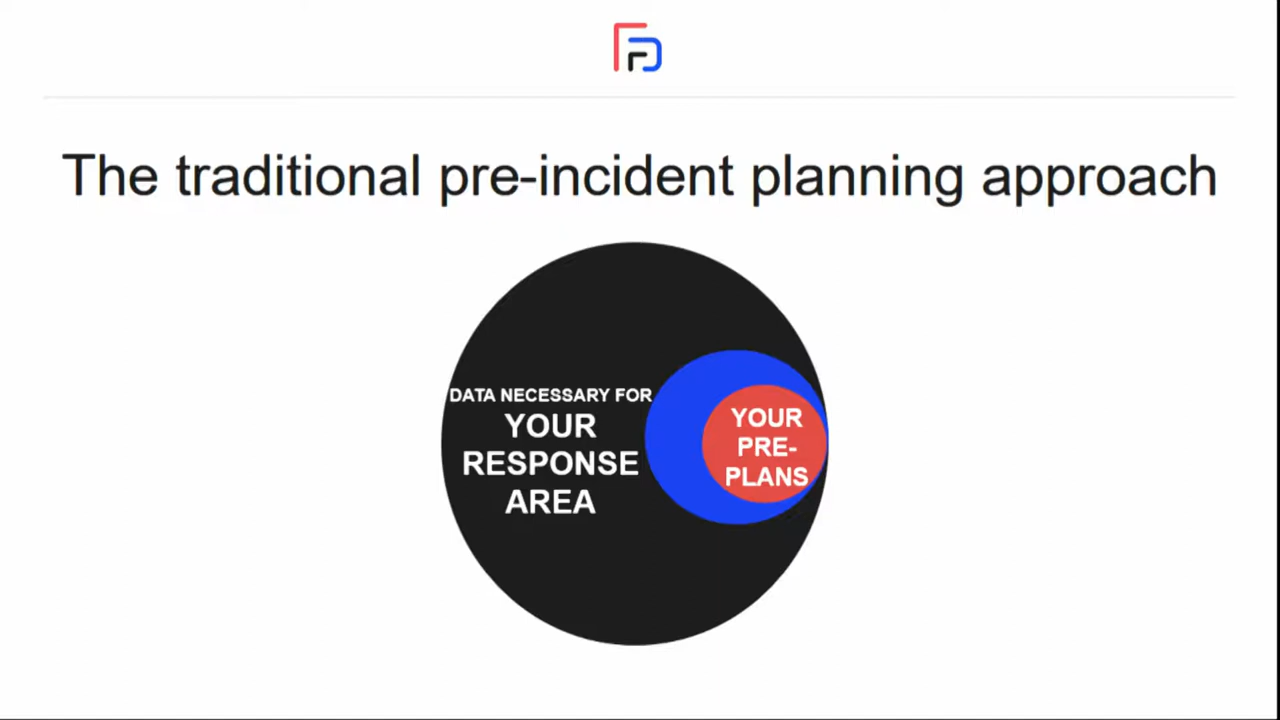 The traditional pre-incident planning approach
DATA NECESSARY FOR
YOUR
RESPONSE
AREA
YOUR
PRE-
PLANS